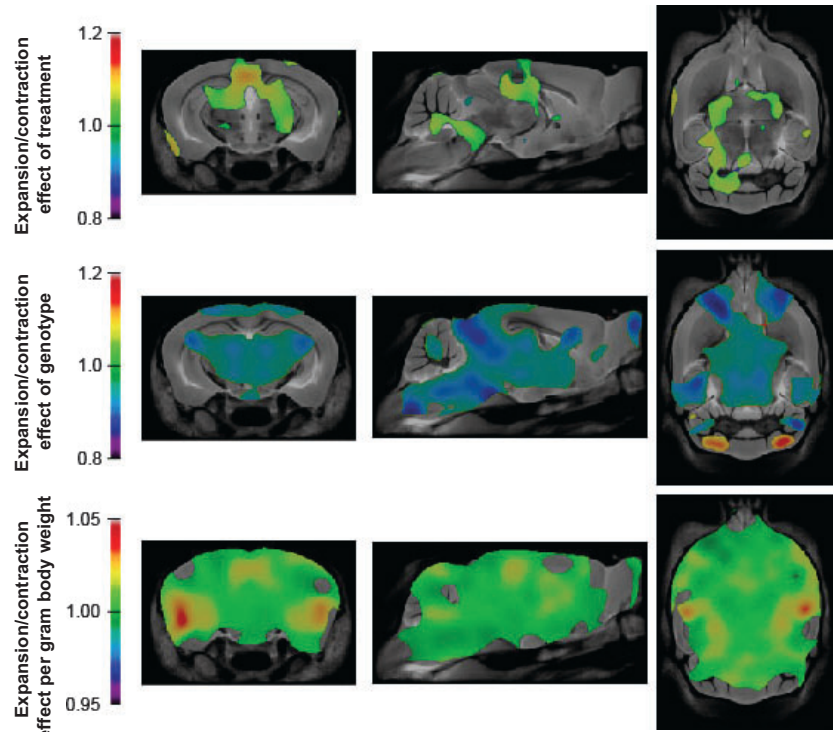 Expansion/contraction
effect of treatment
1.2
1.0
0.8
Expansion/contraction
effect of genotype
1.2
1.0
0.8
Expansion/contraction
effect per gram body weight
1.05
1.00
0.95